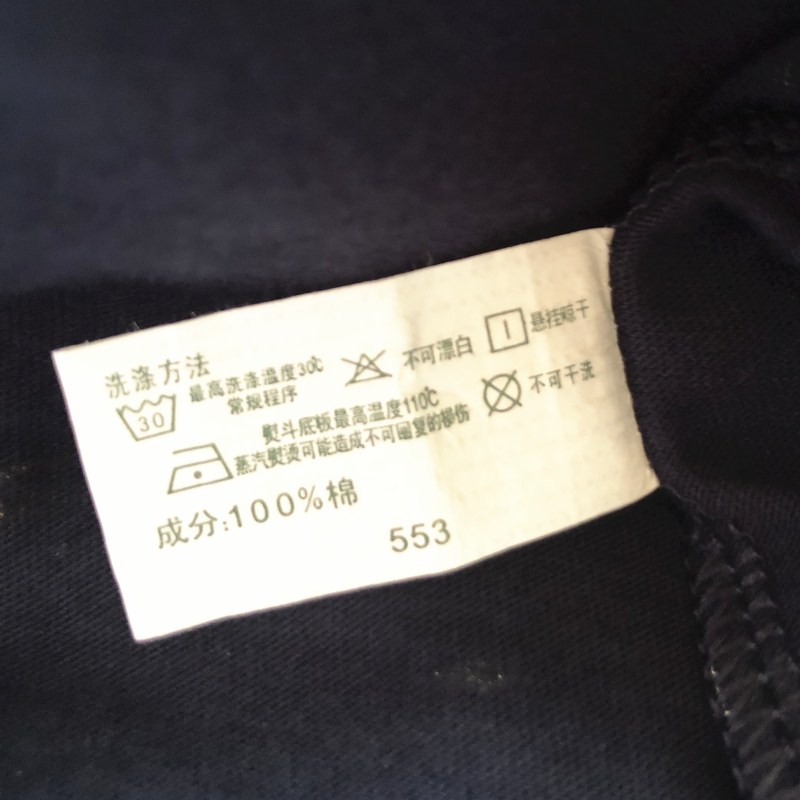 洗涤方法
30
最高洗涤温度30℃
常规程序
不可漂白
悬挂晾干
熨斗底板最高温度110℃
蒸汽熨烫可能造成不可回复的损伤
不可干洗
成分:100%棉
553